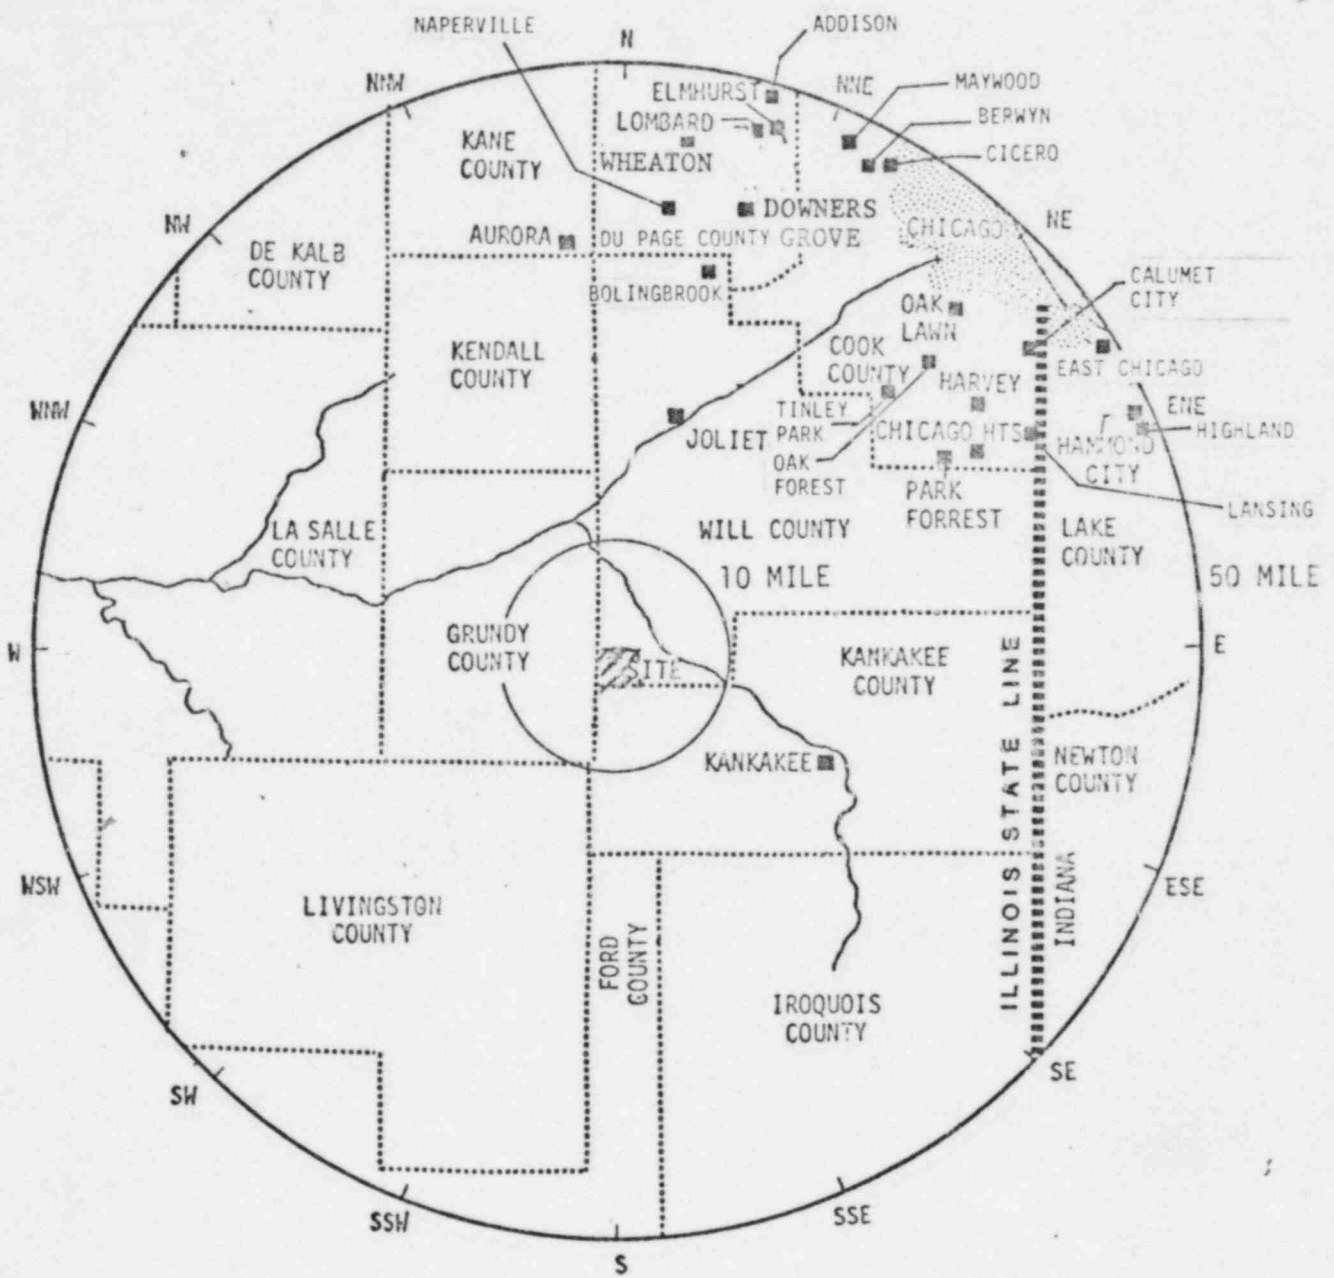 NAPERVILLE
ADDISON
N
NNW
NNE
MAYWOOD
ELMHURST
BERWYN
LOMBARD
KANE
COUNTY
WHEATON
CICERO
NW
DOWNERS
GROVE
CHICAGO
NE
AURORA
DU PAGE COUNTY
DE KALB
COUNTY
BOLINGBROOK
CALUMET
CITY
OAK
LAWN
KENDALL
COUNTY
COOK
COUNTY
EAST CHICAGO
HARVEY
WNW
TINLEY
PARK
ENE
JOLIET
CHICAGO HTS
HIGHLAND
HAMMOND
CITY
OAK
FOREST
PARK
FORREST
LANSING
LA SALLE
COUNTY
WILL COUNTY
LAKE
COUNTY
10 MILE
50 MILE
GRUNDY
COUNTY
W
E
SITE
KANKAKEE
COUNTY
ILLINOIS STATE LINE
KANKAKEE
NEWTON
COUNTY
WSW
ESE
INDIANA
LIVINGSTON
COUNTY
FORD
COUNTY
IROQUOIS
COUNTY
SW
SE
SSW
SSE
S